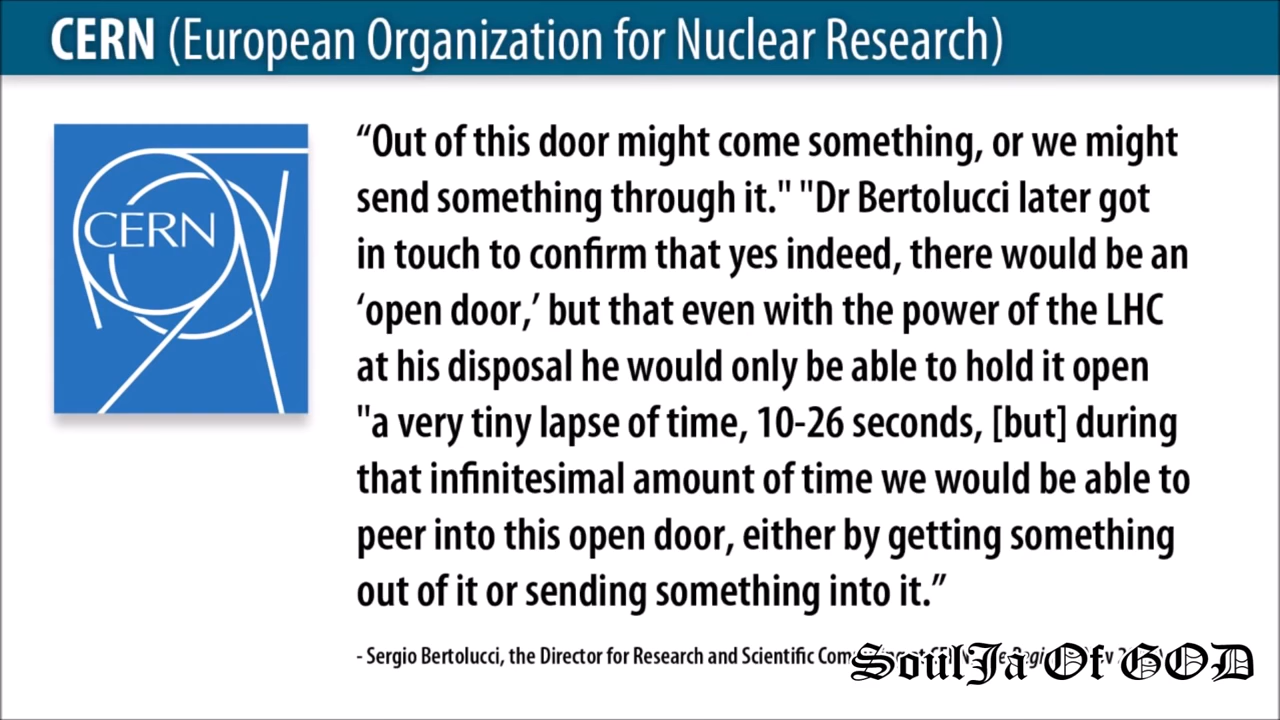 CERN (European Organization for Nuclear Research)
CERN
“Out of this door might come something, or we might
send something through it." "Dr Bertolucci later got
in touch to confirm that yes indeed, there would be an
‘open door,’ but that even with the power of the LHC
at his disposal he would only be able to hold it open
"a very tiny lapse of time, 10-26 seconds, [but] during
that infinitesimal amount of time we would be able to
peer into this open door, either by getting something
out of it or sending something into it.”
- Sergio Bertolucci, the Director for Research and Scientific
SoulJa Of GOD